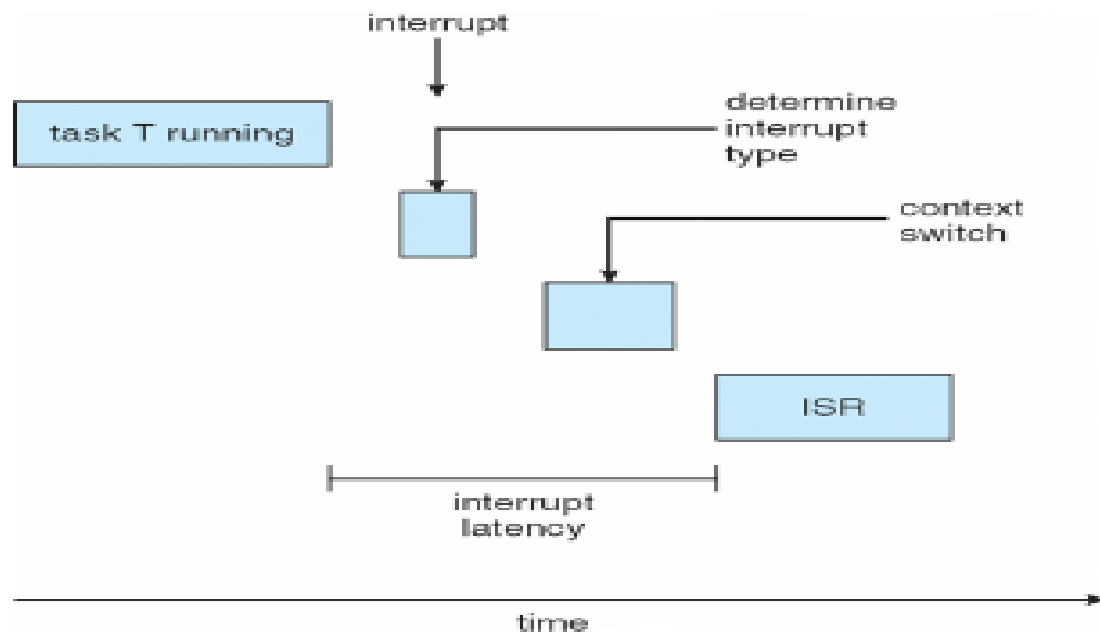 interrupt
task T running
determine
interrupt
type
context
switch
ISR
interrupt
latency
time